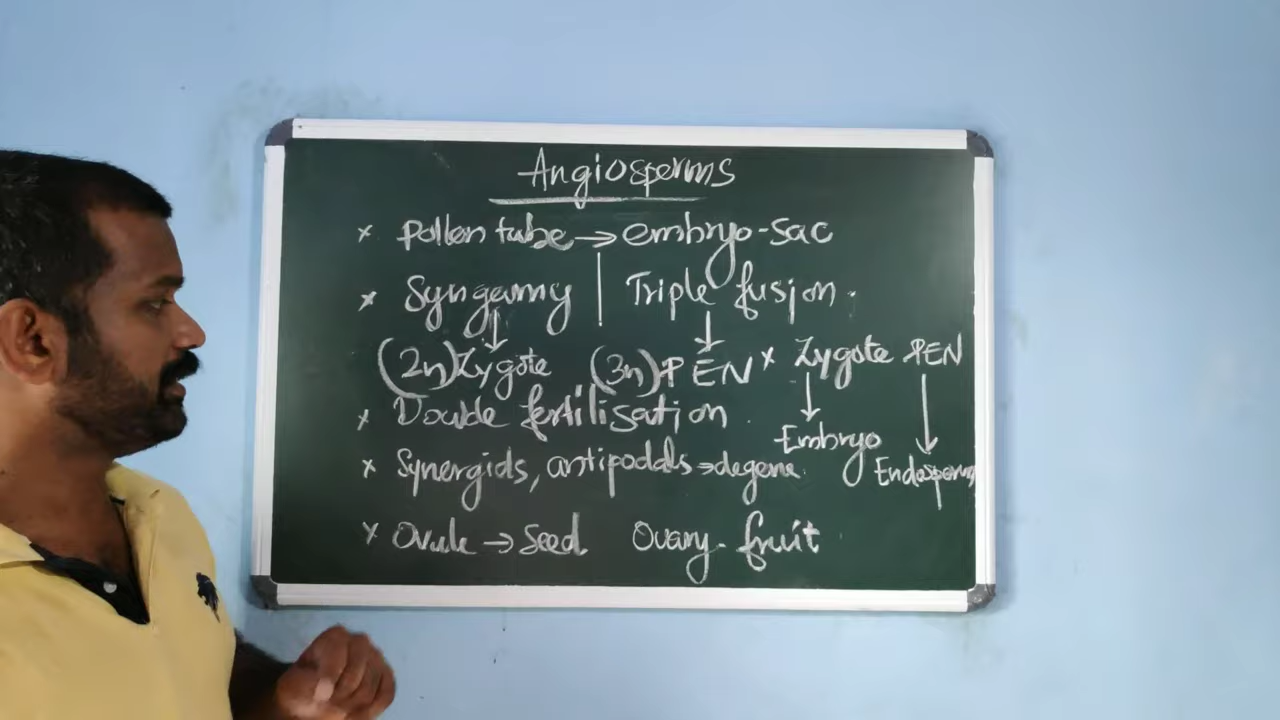 Angiosperms
x Pollen tube → embryo-sac
x Syngamy | Triple fusion.
(2n) Zygote (3n) PEN x Zygote PEN
x Double fertilisation. Embryo
x Synergids, antipodals → degene. Endosperm
x Ovule → Seed Ovary - fruit